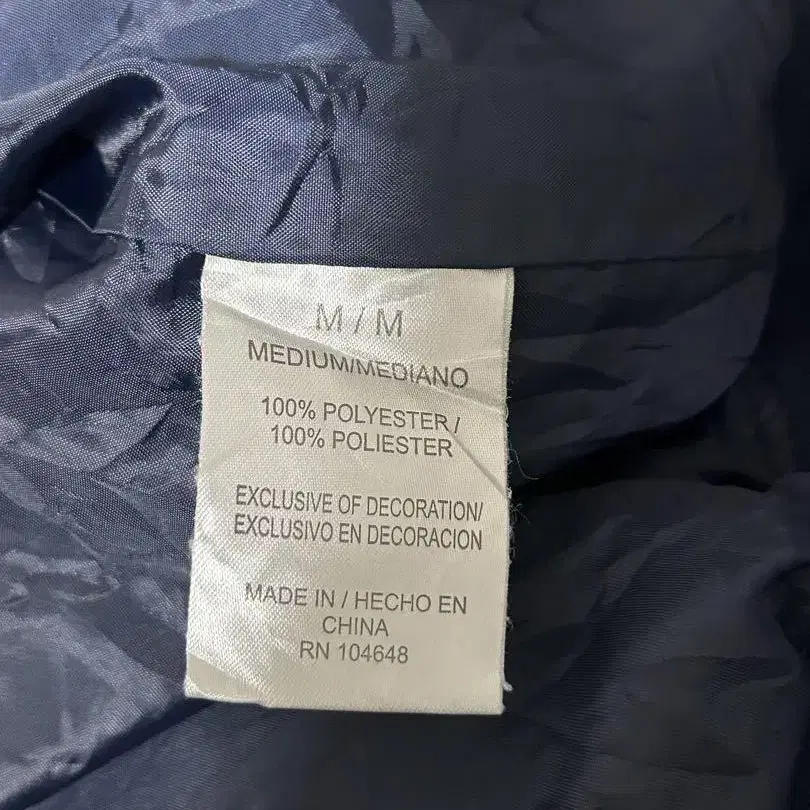 M / M
MEDIUM/MEDIANO
100% POLYESTER /
100% POLIESTER
EXCLUSIVE OF DECORATION/
EXCLUSIVO EN DECORACION
MADE IN / HECHO EN
CHINA
RN 104648